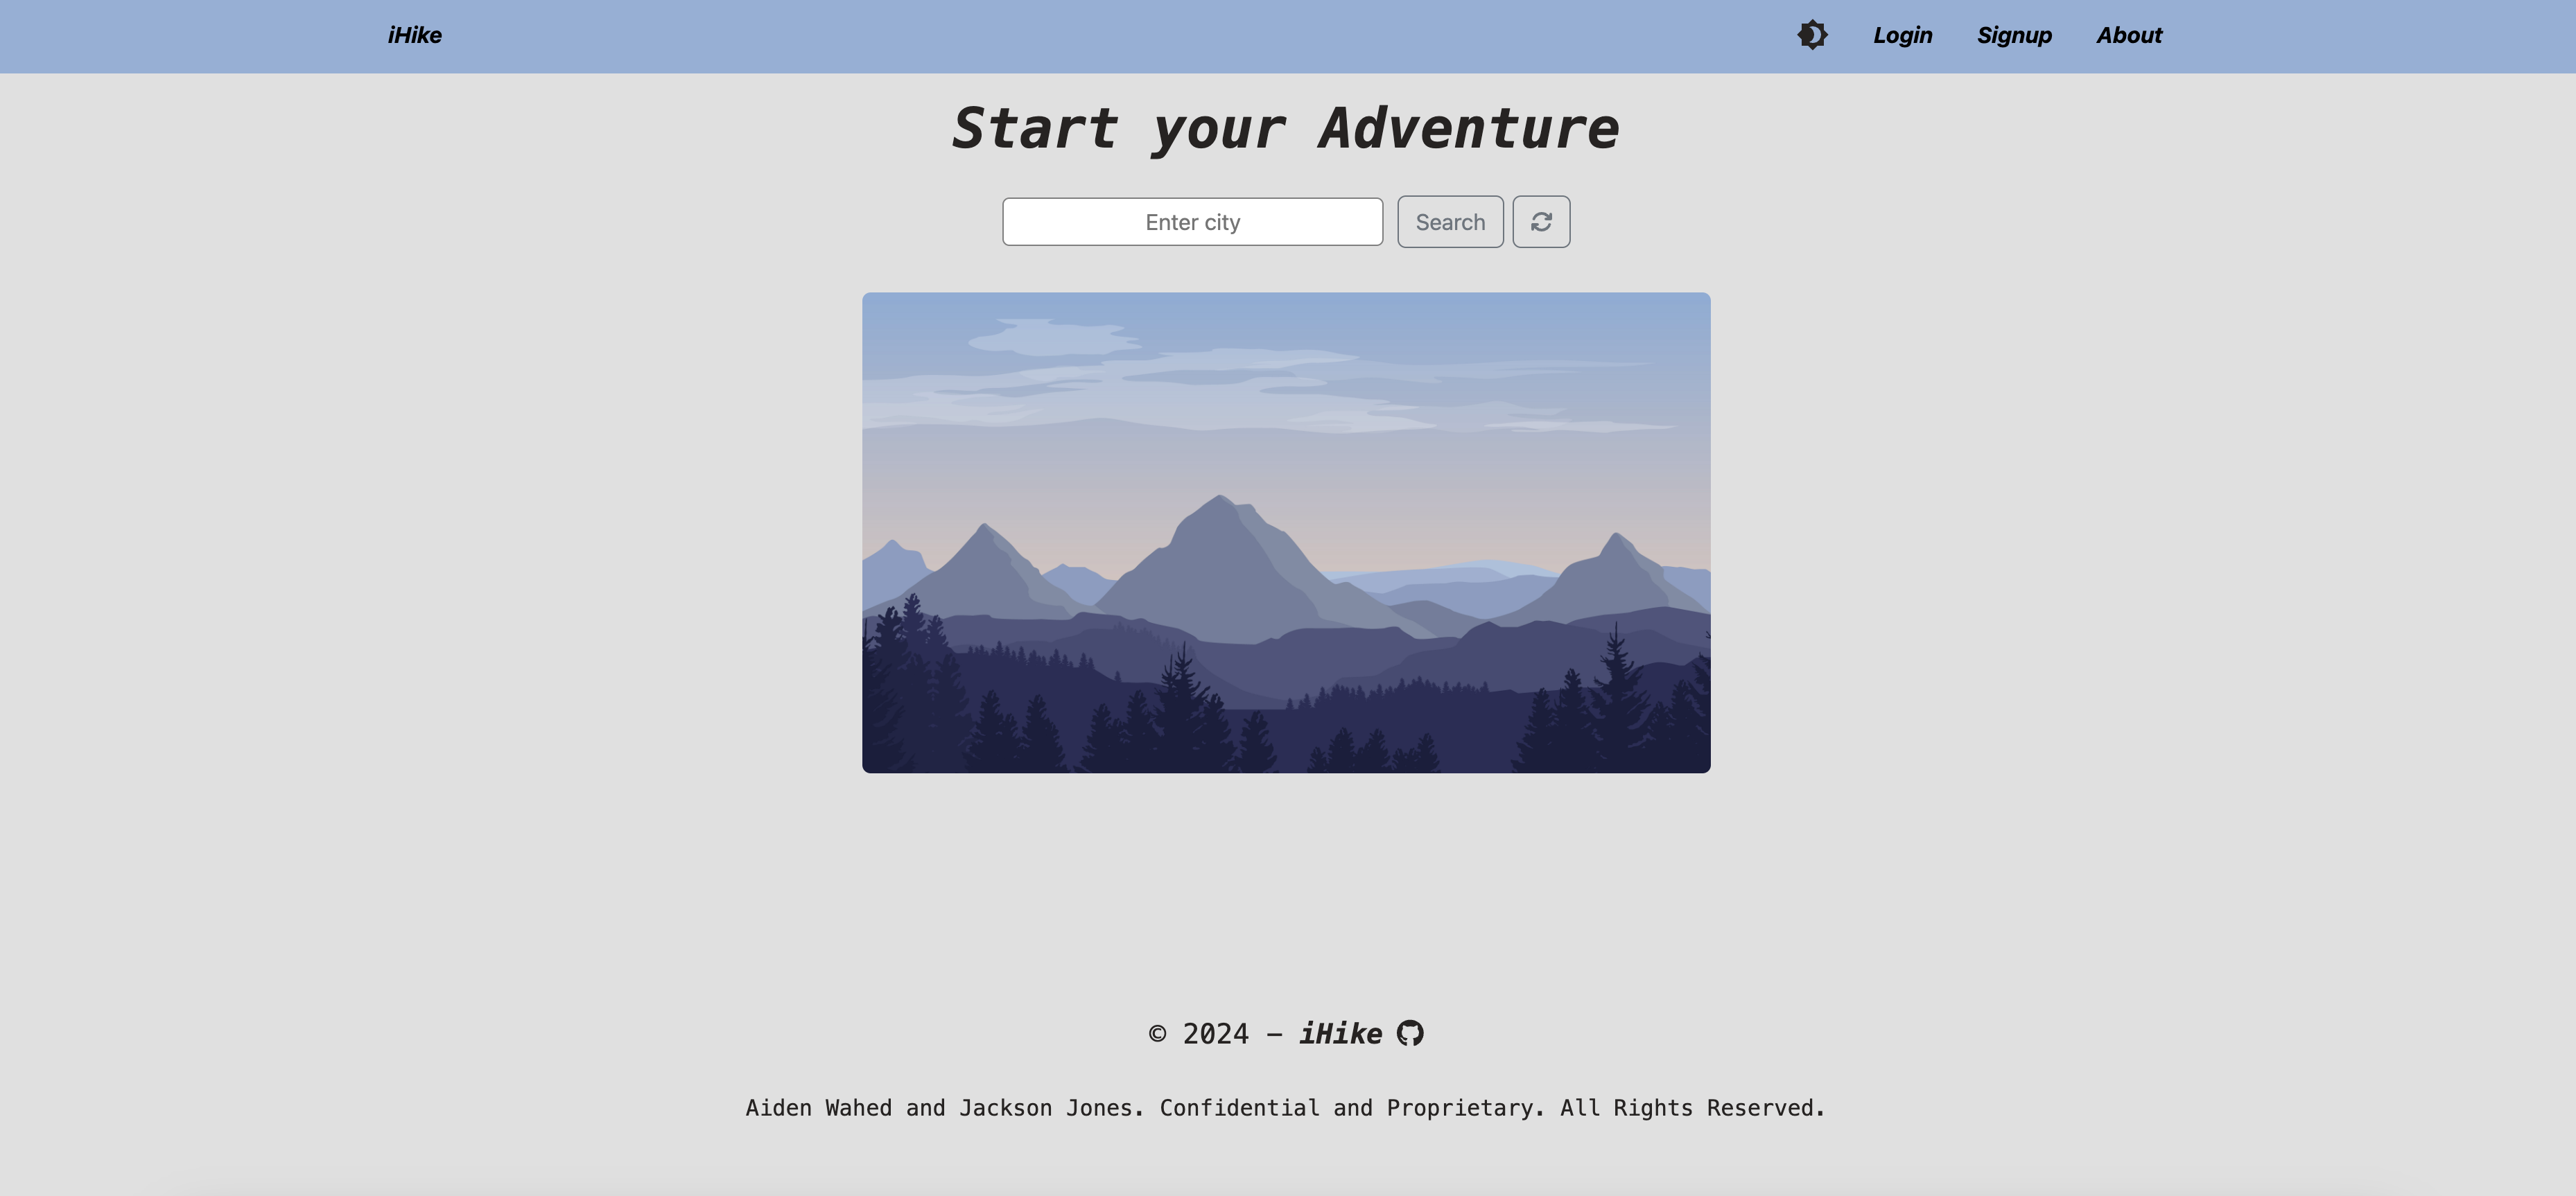 iHike Login Signup About
Start your Adventure
Enter city Search
© 2024 – iHike
Aiden Wahed and Jackson Jones. Confidential and Proprietary. All Rights Reserved.